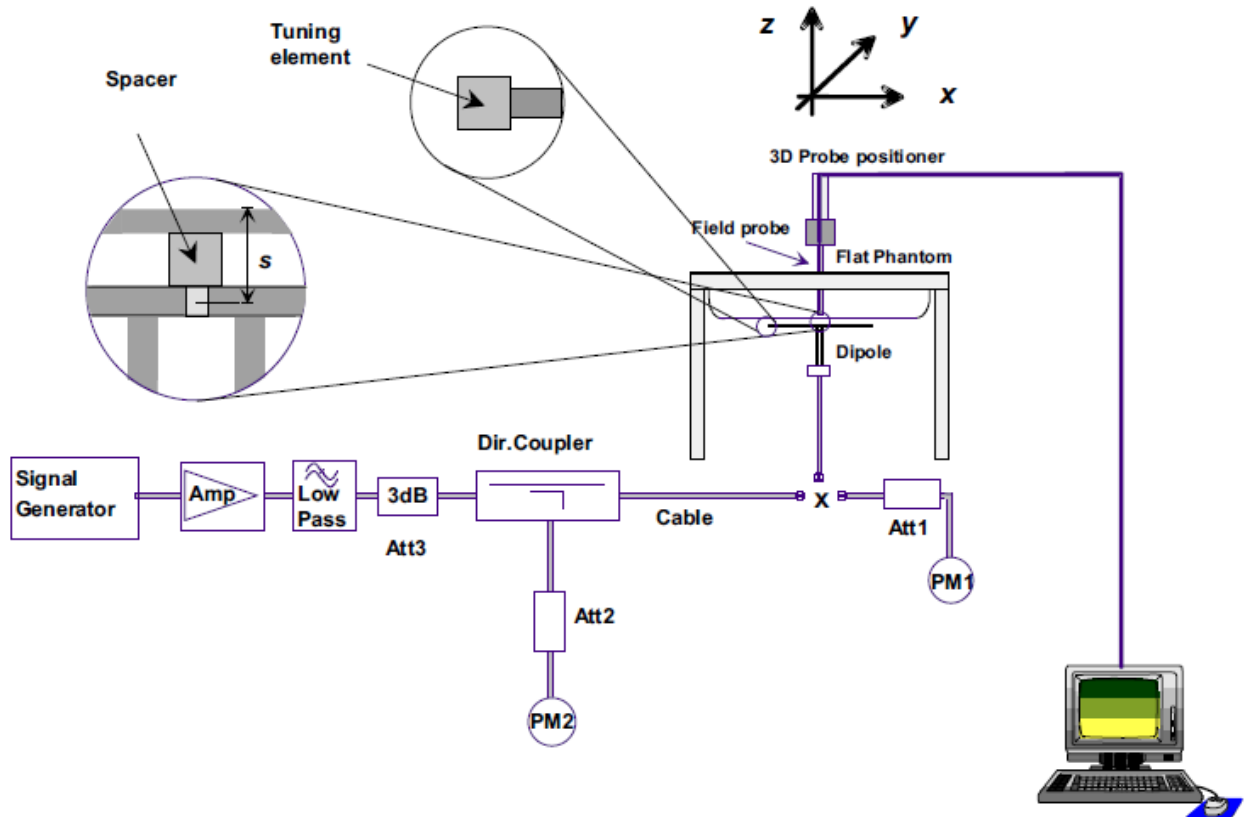 Tuning
element
Spacer
z
y
x
s
3D Probe positioner
Field probe
Flat Phantom
Dipole
Dir.Coupler
Signal
Generator
Amp
Low
Pass
3dB
Att3
Cable
X
Att1
PM1
Att2
PM2